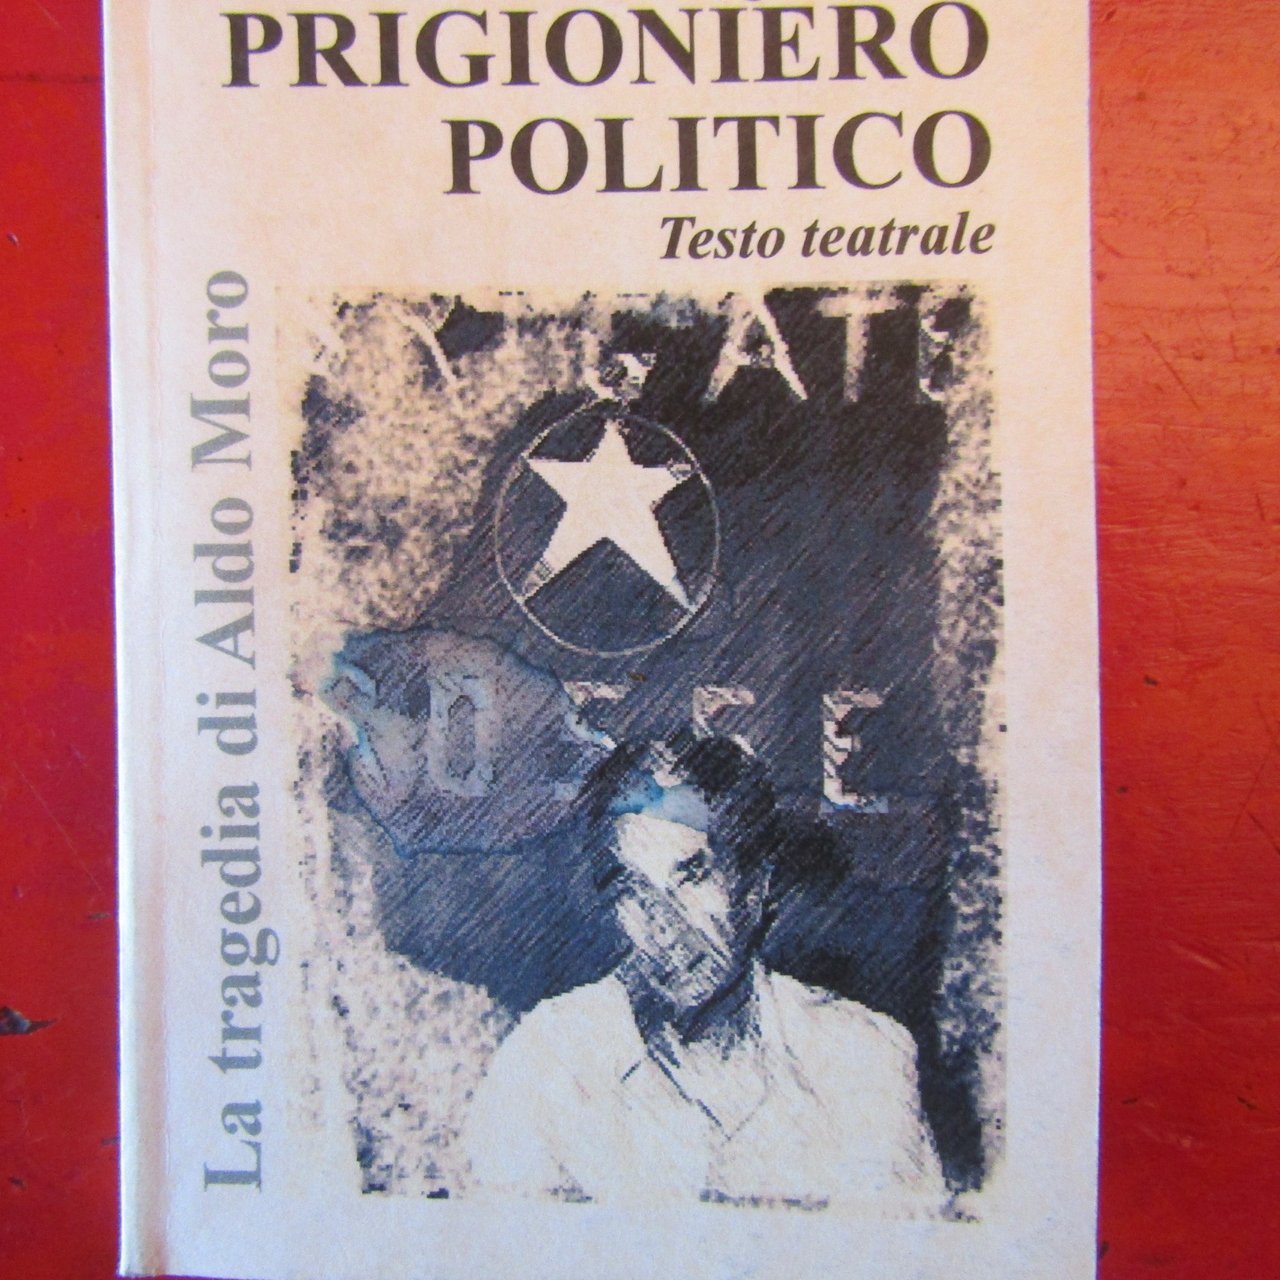 PRIGIONIERO
POLITICO
Testo teatrale
La tragedia di Aldo Moro